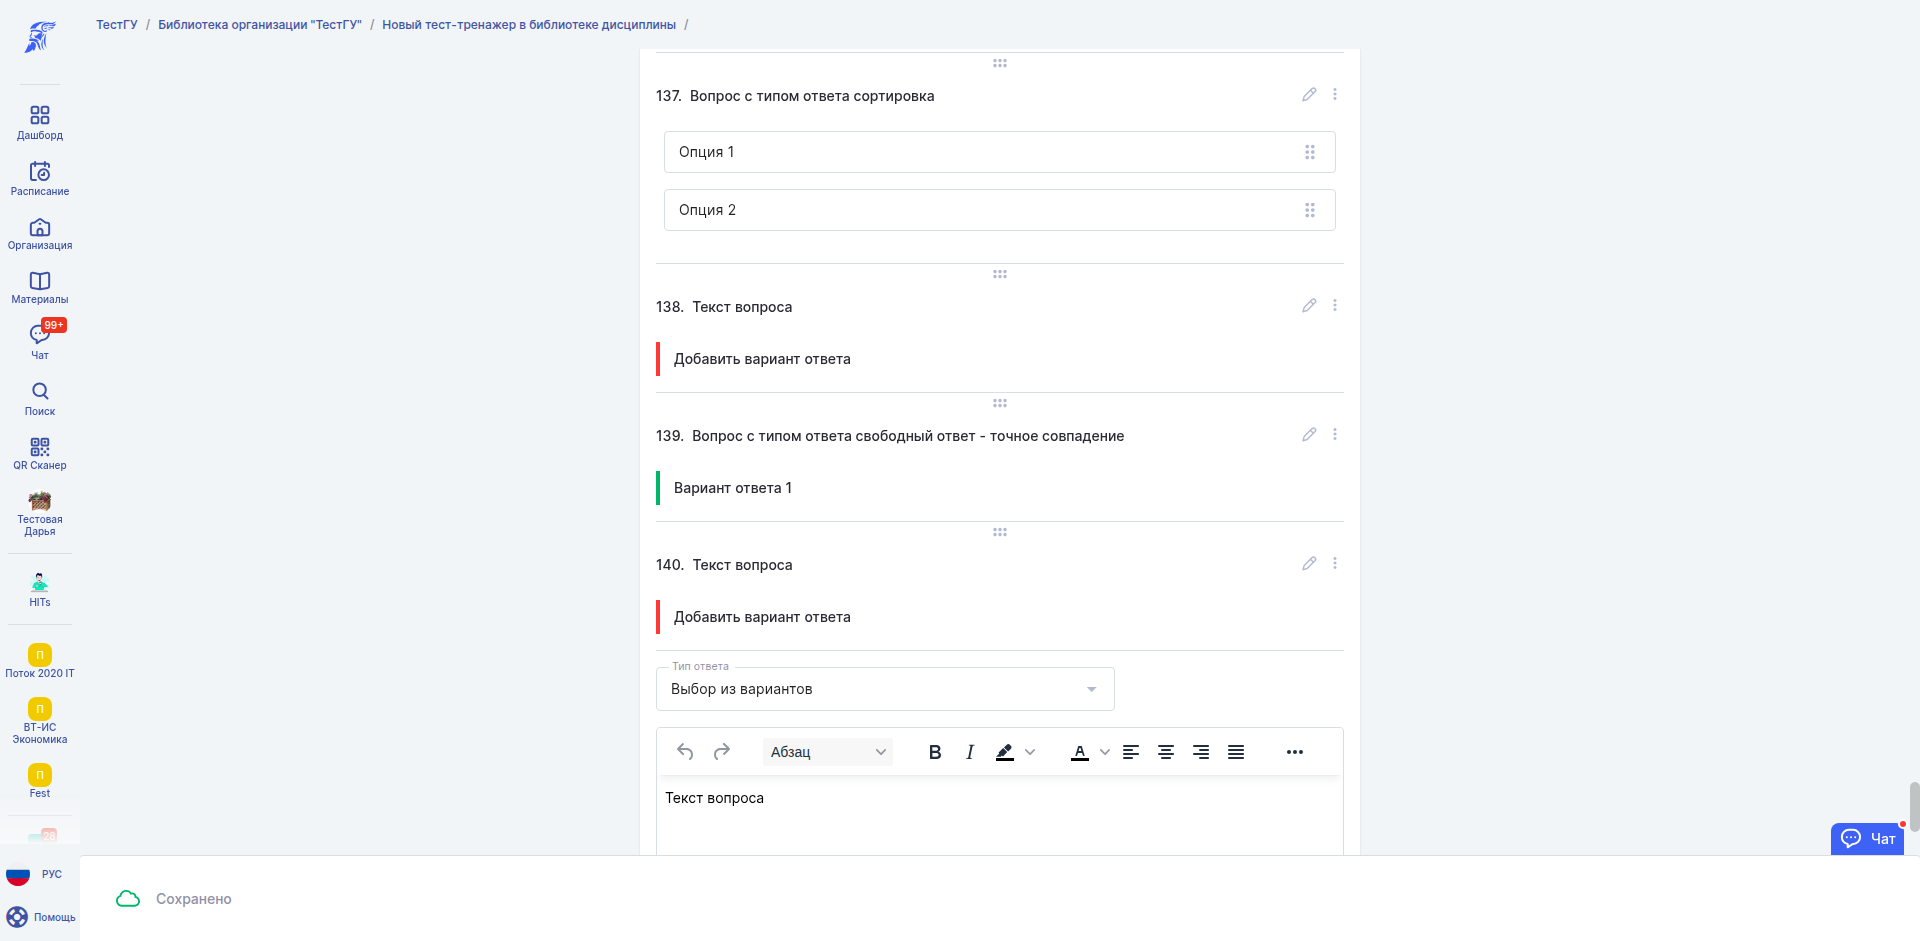 ТестГУ / Библиотека организации "ТестГУ" / Новый тест-тренажер в библиотеке дисциплины /
Дашборд
Расписание
Организация
Материалы
99+
Чат
Поиск
QR Сканер
Тестовая
Дарья
HITs
П
Поток 2020 IT
П
ВТ-ИС
Экономика
П
Fest
28
РУС
Помощь
137. Вопрос с типом ответа сортировка
Опция 1
Опция 2
138. Текст вопроса
Добавить вариант ответа
139. Вопрос с типом ответа свободный ответ - точное совпадение
Вариант ответа 1
140. Текст вопроса
Добавить вариант ответа
Тип ответа
Выбор из вариантов
Абзац B I A
Текст вопроса
Чат
Сохранено